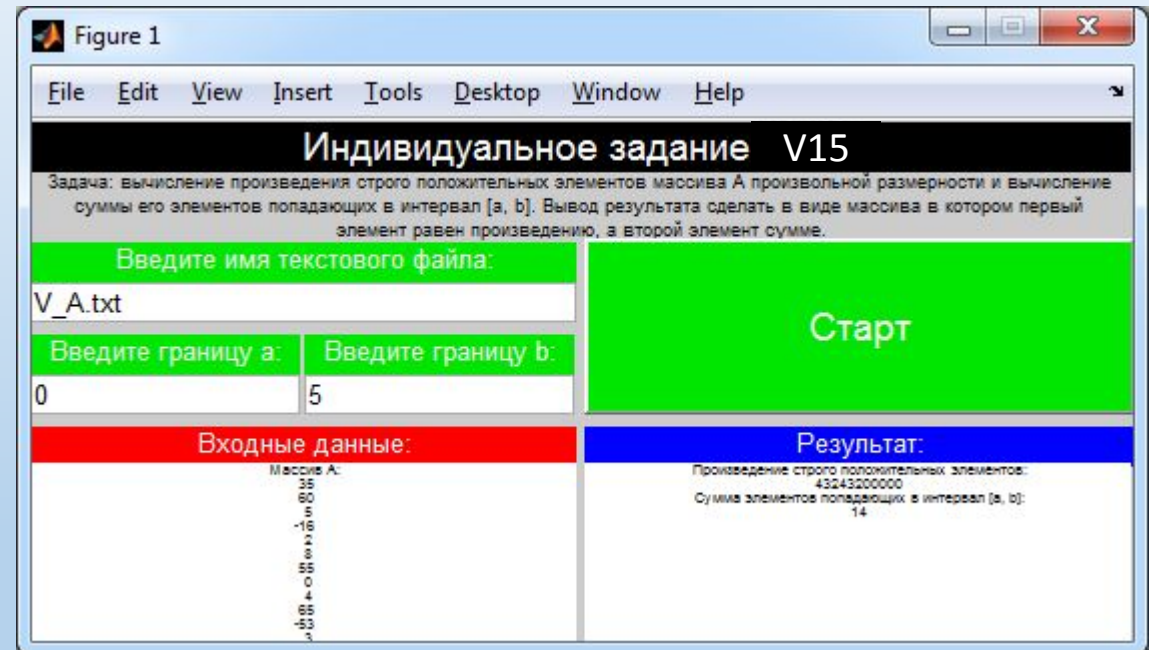 Figure 1
File Edit View Insert Tools Desktop Window Help
Индивидуальное задание V15
Задача: вычисление произведения строго положительных элементов массива А произвольной размерности и вычисление
суммы его элементов попадающих в интервал [a, b]. Вывод результата сделать в виде массива в котором первый
элемент равен произведению, а второй элемент сумме.
Введите имя текстового файла:
V_A.txt
Старт
Введите границу a: Введите границу b:
0 5
Входные данные:
Массив А:
35
60
5
-16
2
8
55
0
4
65
-53
3
Результат:
Произведение строго положительных элементов:
43243200000
Сумма элементов попадающих в интервал [a, b]:
14